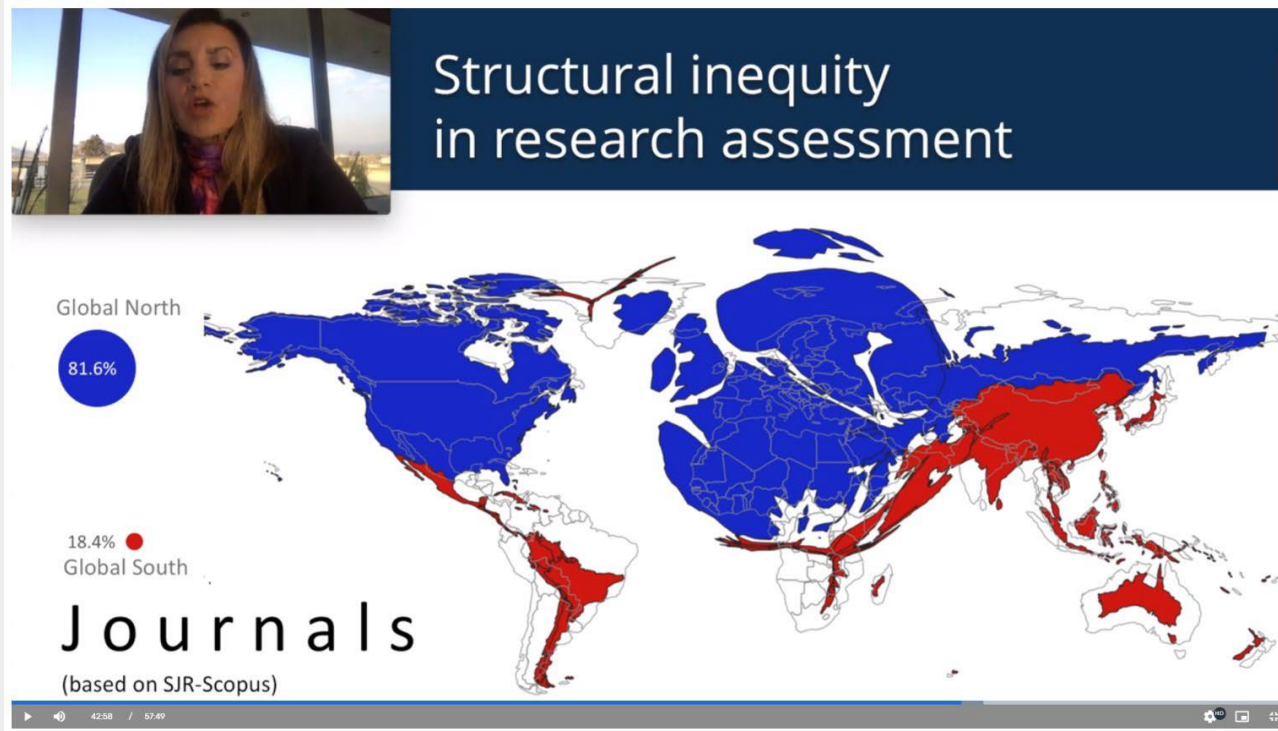 Structural inequity
in research assessment
Global North
81.6%
18.4%
Global South
Journals
(based on SJR-Scopus)
42:58 / 57:49
HD